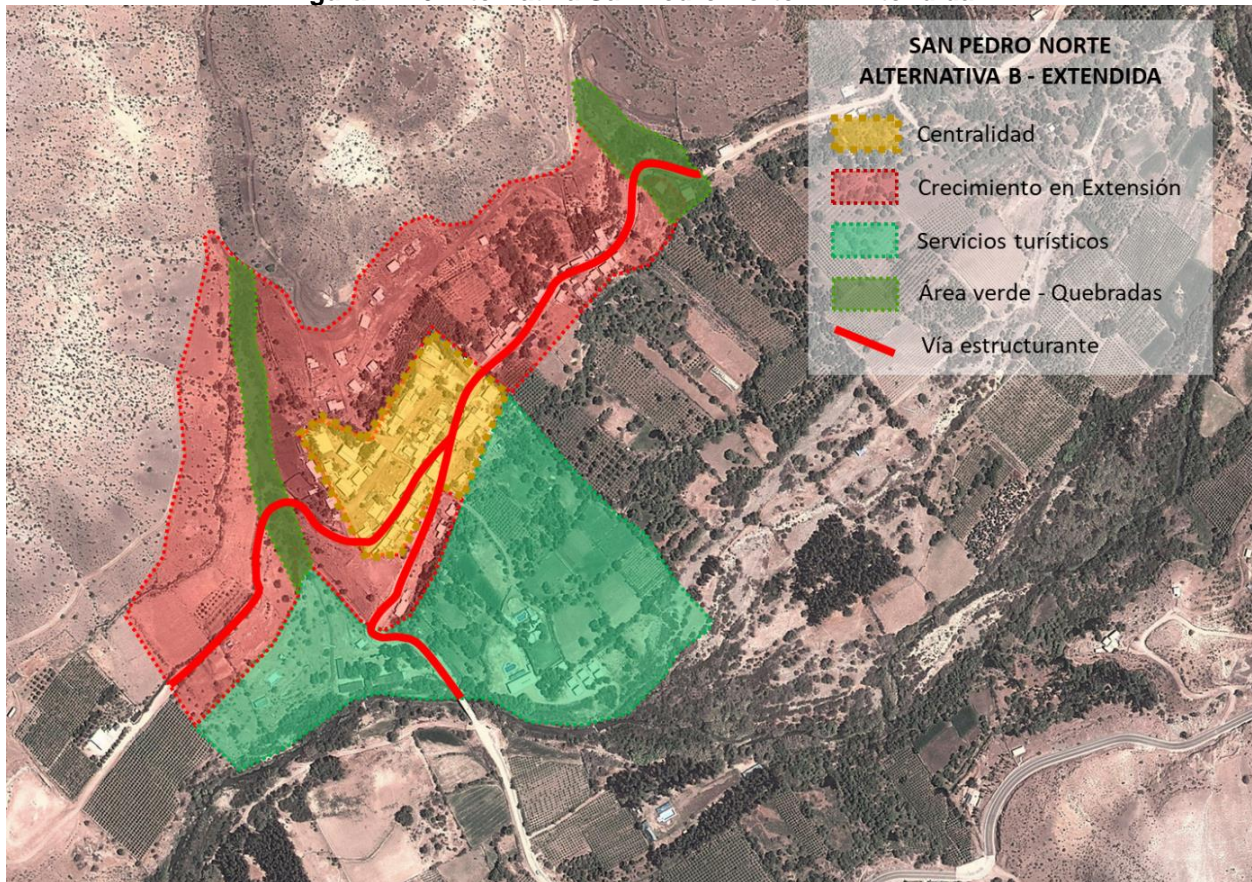 SAN PEDRO NORTE
ALTERNATIVA B - EXTENDIDA
Centralidad
Crecimiento en Extensión
Servicios turísticos
Área verde - Quebradas
Vía estructurante